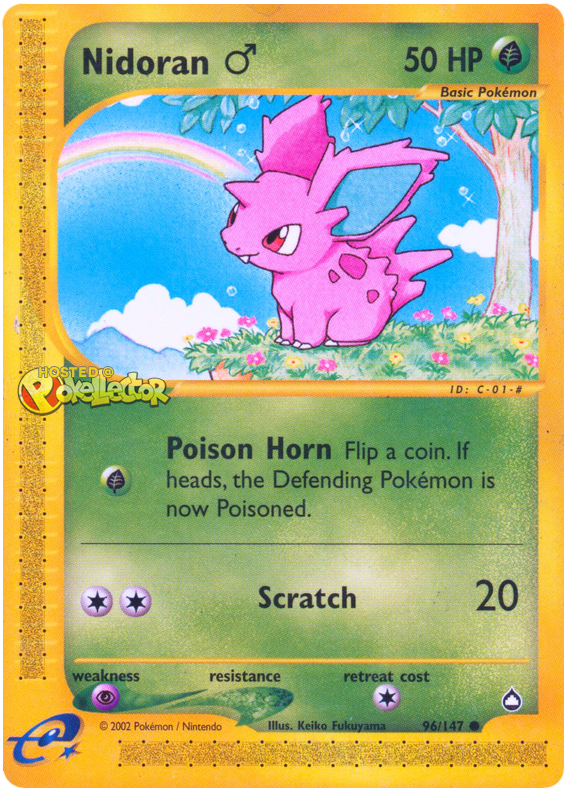 Nidoran ♂
50 HP
Basic Pokémon
HOSTED @
Pokellector
ID: C-01-#
Poison Horn Flip a coin. If
heads, the Defending Pokémon is
now Poisoned.
Scratch 20
weakness resistance retreat cost
© 2002 Pokémon / Nintendo Illus. Keiko Fukuyama 96/147 ●
e